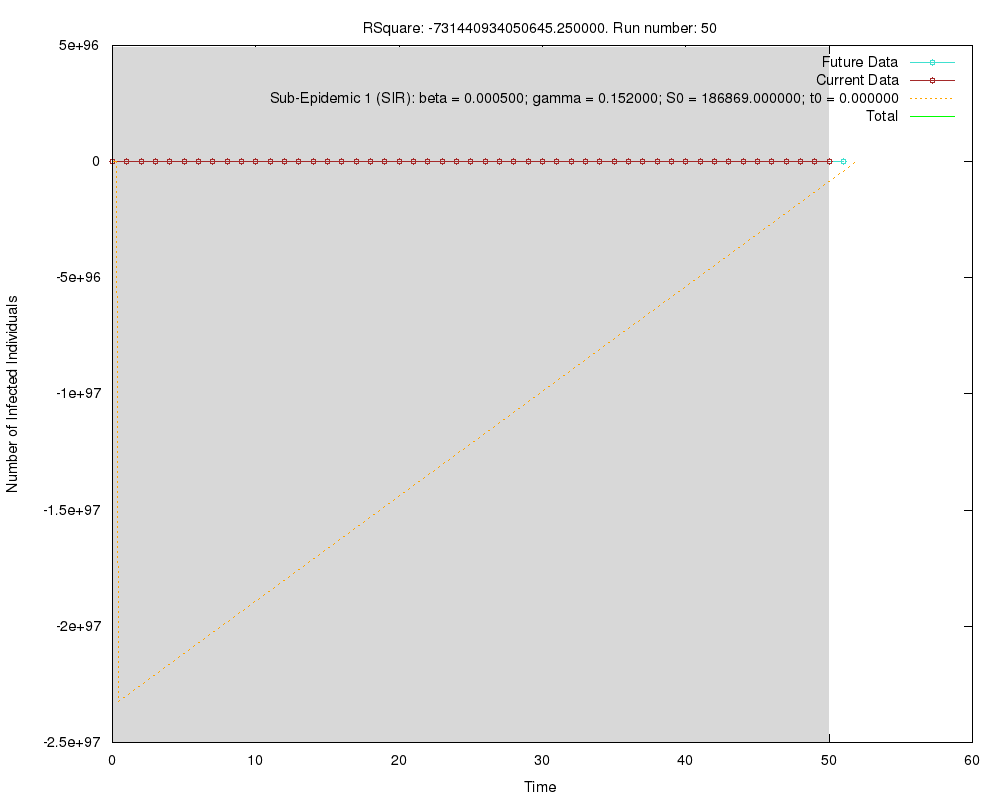 RSquare: -731440934050645.250000. Run number: 50
5e+96
Future Data
Current Data
Sub-Epidemic 1 (SIR): beta = 0.000500; gamma = 0.152000; S0 = 186869.000000; t0 = 0.000000
Total
0
-5e+96
-1e+97
-1.5e+97
-2e+97
-2.5e+97
Number of Infected Individuals
0 10 20 30 40 50 60
Time